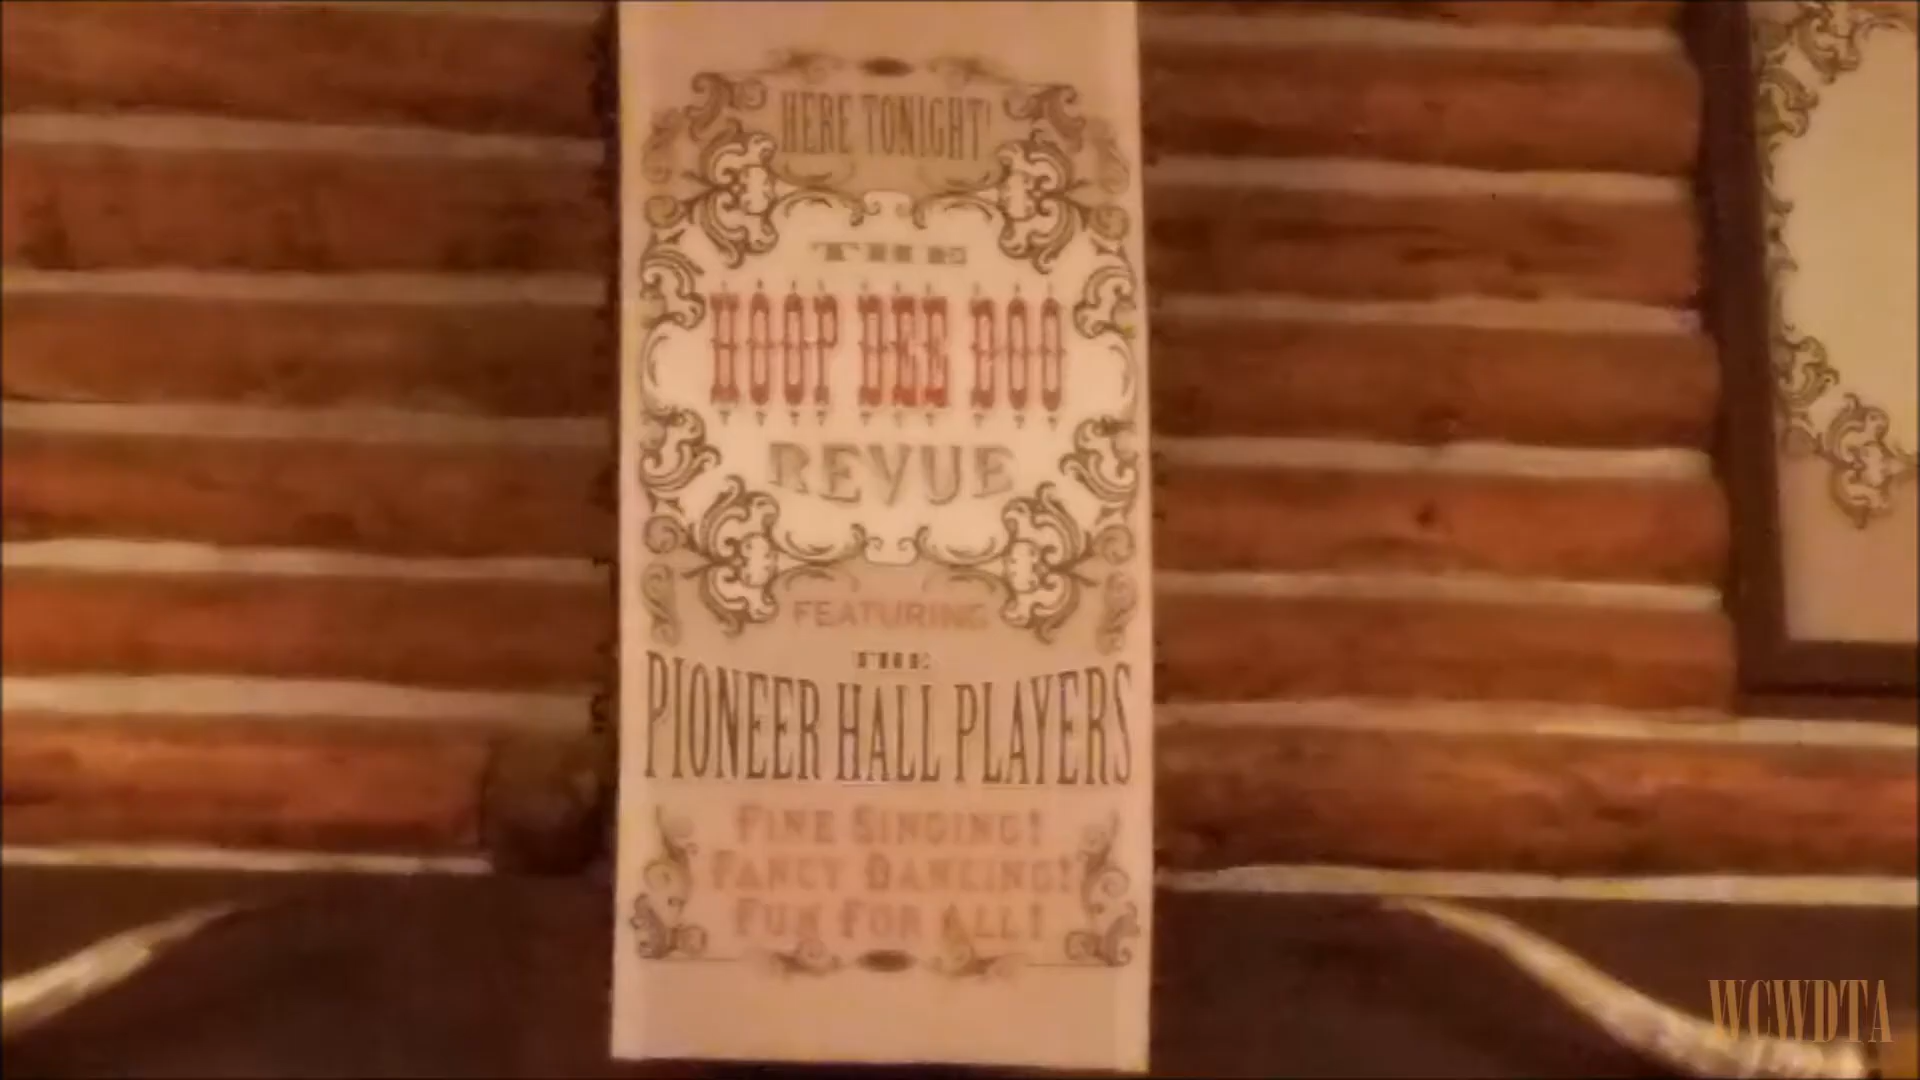 HERE TONIGHT!
THE
HOOP DEE DOO
REVUE
FEATURING
THE
PIONEER HALL PLAYERS
FINE SINGING!
FANCY DANCING!
FUN FOR ALL!
WCWDTA